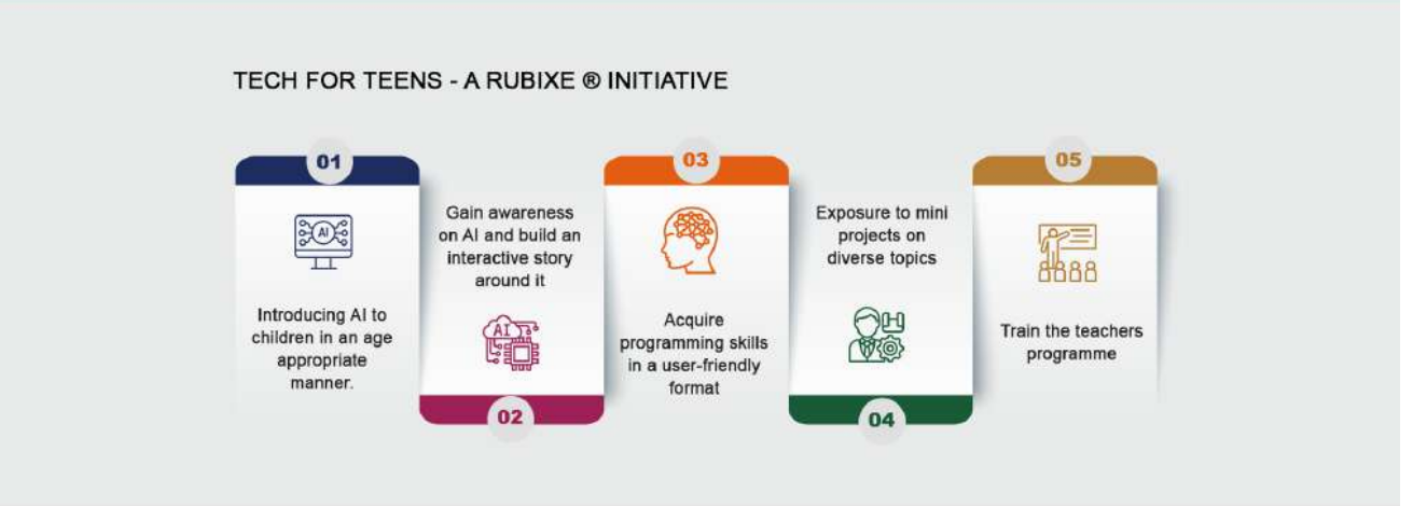 TECH FOR TEENS - A RUBIXE ® INITIATIVE
01
AI
Introducing AI to
children in an age
appropriate
manner.
Gain awareness
on AI and build an
interactive story
around it
AI
02
03
Acquire
programming skills
in a user-friendly
format
Exposure to mini
projects on
diverse topics
04
05
Train the teachers
programme